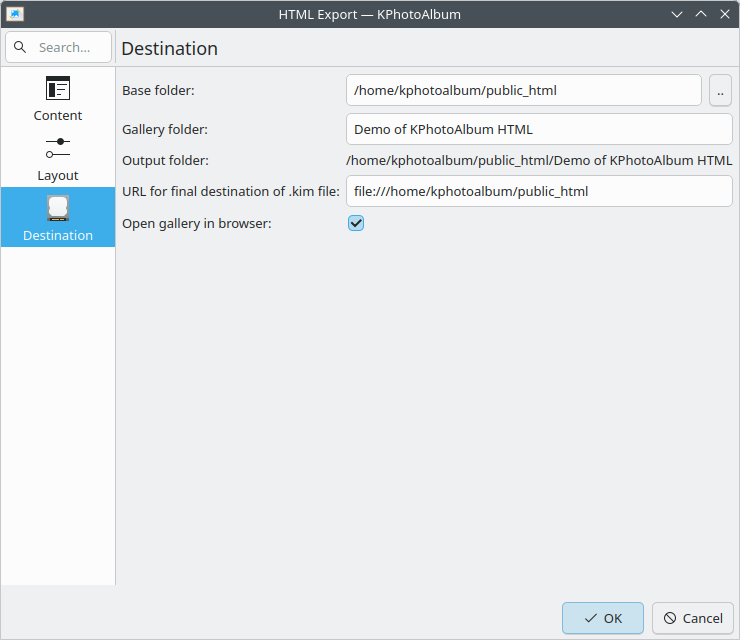 HTML Export — KPhotoAlbum
Search...
Destination
Content
Layout
Destination
Base folder: /home/kphotoalbum/public_html ..
Gallery folder: Demo of KPhotoAlbum HTML
Output folder: /home/kphotoalbum/public_html/Demo of KPhotoAlbum HTML
URL for final destination of .kim file: file:///home/kphotoalbum/public_html
Open gallery in browser:
OK
Cancel